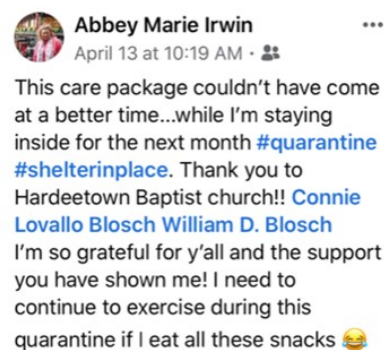 Abbey Marie Irwin
April 13 at 10:19 AM ·
This care package couldn't have come
at a better time...while I'm staying
inside for the next month #quarantine
#shelterinplace. Thank you to
Hardeetown Baptist church!! Connie
Lovallo Blosch William D. Blosch
I'm so grateful for y'all and the support
you have shown me! I need to
continue to exercise during this
quarantine if I eat all these snacks 😂